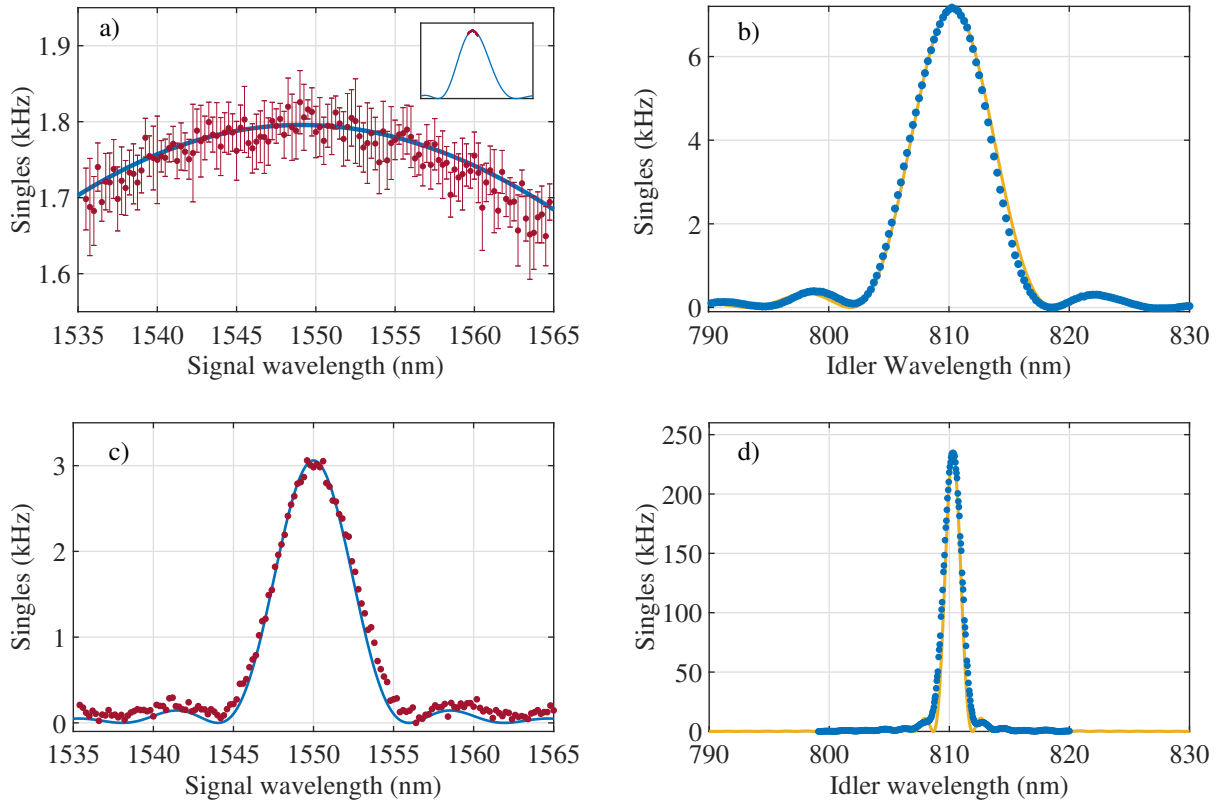 a)
1.9
1.8
1.7
1.6
Singles (kHz)
1535 1540 1545 1550 1555 1560 1565
Signal wavelength (nm)
b)
6
4
2
0
Singles (kHz)
790 800 810 820 830
Idler Wavelength (nm)
c)
3
2
1
0
Singles (kHz)
1535 1540 1545 1550 1555 1560 1565
Signal wavelength (nm)
d)
250
200
150
100
50
0
Singles (kHz)
790 800 810 820 830
Idler wavelength (nm)